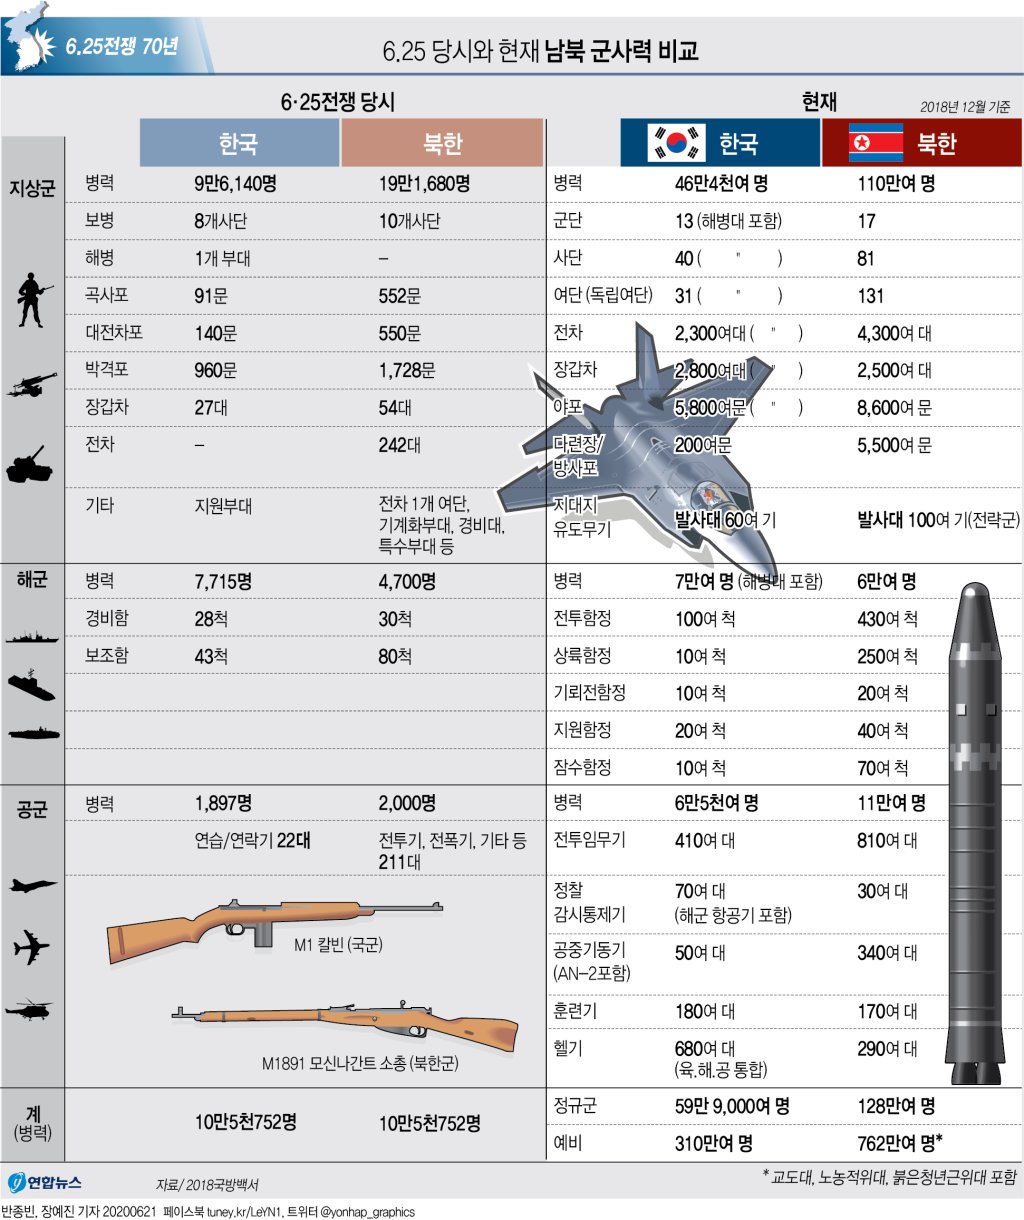 6.25전쟁 70년
6.25 당시와 현재 남북 군사력 비교
6·25전쟁 당시
현재
2018년 12월 기준
한국 북한 한국 북한
지상군 병력 9만6,140명 19만1,680명 병력 46만4천여 명 110만여 명
보병 8개사단 10개사단 군단 13 (해병대 포함) 17
해병 1개 부대 – 사단 40 ( " ) 81
곡사포 91문 552문 여단 (독립여단) 31 ( " ) 131
대전차포 140문 550문 전차 2,300여대 ( " ) 4,300여 대
박격포 960문 1,728문 장갑차 2,800여대 ( " ) 2,500여 대
장갑차 27대 54대 야포 5,800여문 ( " ) 8,600여 문
전차 – 242대 다련장/ 200여문 5,500여 문
방사포
기타 지원부대 전차 1개 여단, 지대지 발사대 60여 기 발사대 100여 기(전략군)
기계화부대, 경비대, 유도무기
특수부대 등
해군 병력 7,715명 4,700명 병력 7만여 명 (해병대 포함) 6만여 명
경비함 28척 30척 전투함정 100여 척 430여 척
보조함 43척 80척 상륙함정 10여 척 250여 척
기뢰전함정 10여 척 20여 척
지원함정 20여 척 40여 척
잠수함정 10여 척 70여 척
공군 병력 1,897명 2,000명 병력 6만5천여 명 11만여 명
연습/연락기 22대 전투기, 전폭기, 기타 등 전투임무기 410여 대 810여 대
211대
정찰 70여 대 30여 대
감시통제기 (해군 항공기 포함)
M1 칼빈 (국군)
공중기동기 50여 대 340여 대
(AN-2포함)
훈련기 180여 대 170여 대
헬기 680여 대 290여 대
(육.해.공 통합)
M1891 모신나간트 소총 (북한군)
계 10만5천752명 10만5천752명 정규군 59만 9,000여 명 128만여 명
(병력) 예비 310만여 명 762만여 명*
* 교도대, 노농적위대, 붉은청년근위대 포함
연합뉴스 자료/ 2018국방백서
반종빈, 장예진 기자 20200621 페이스북 tuney.kr/LeYN1, 트위터 @yonhap_graphics